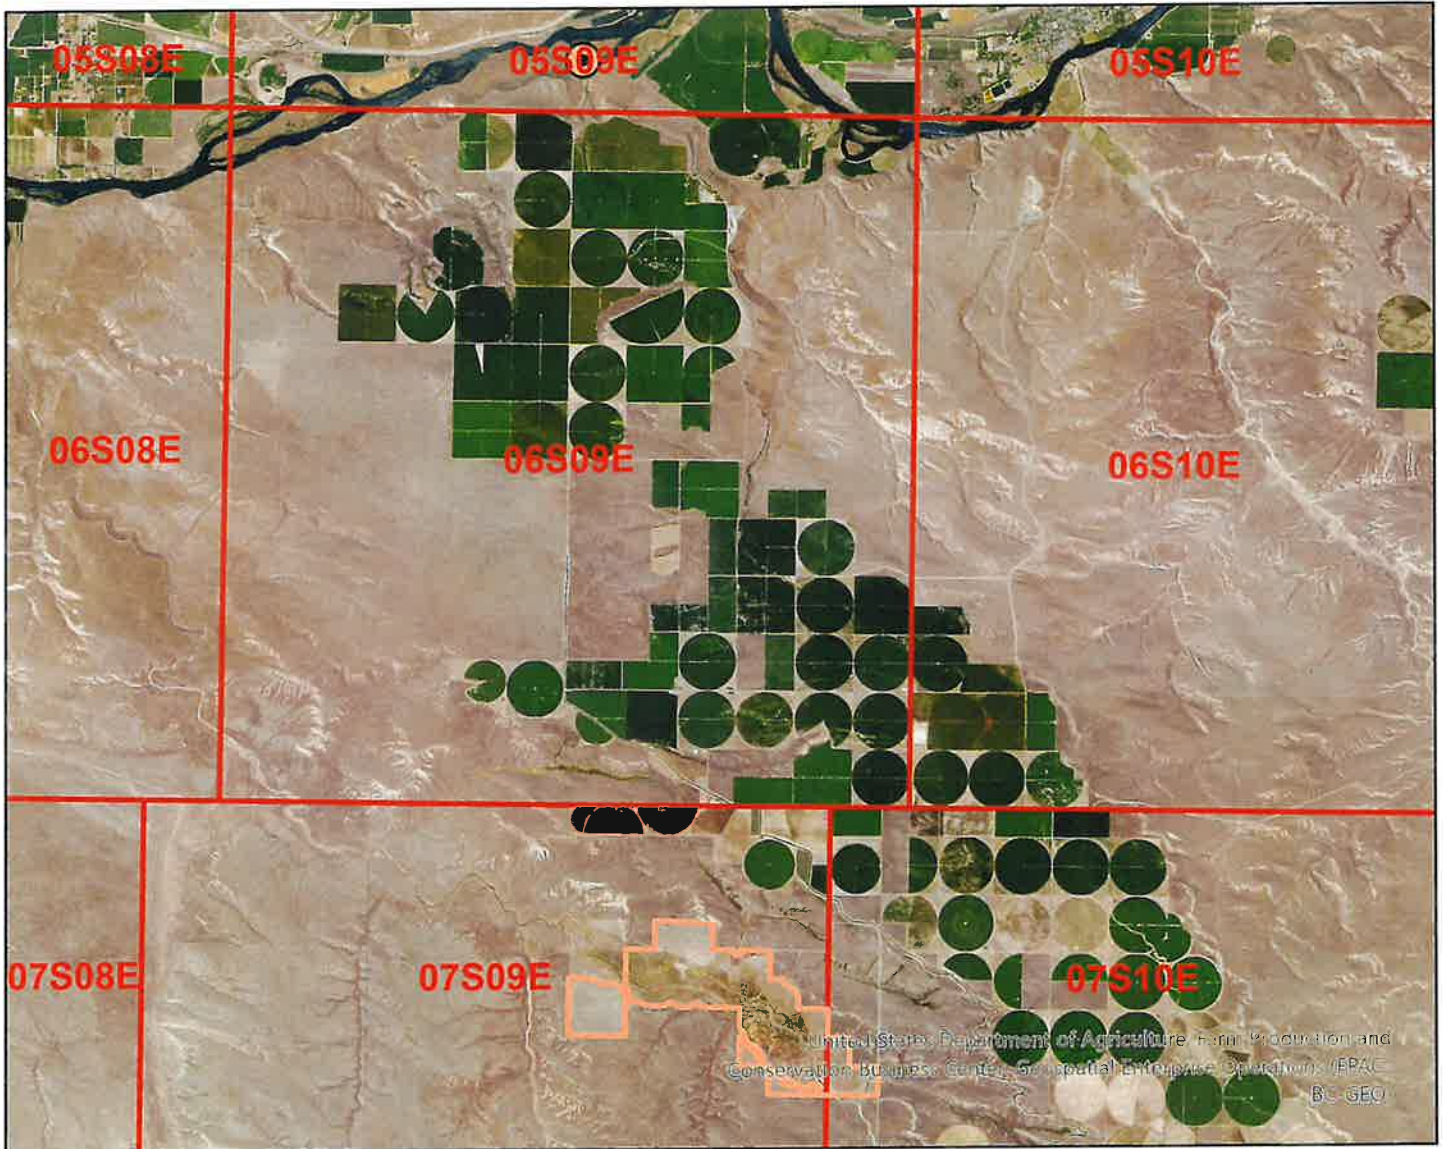 05S08E
05S09E
05S10E
06S08E
06S09E
06S10E
07S08E
07S09E
07S10E
United States Department of Agriculture Farm Production and
Conservation Business Center, Geospatial Enterprise Operations (FPAC-
BC-GEO)